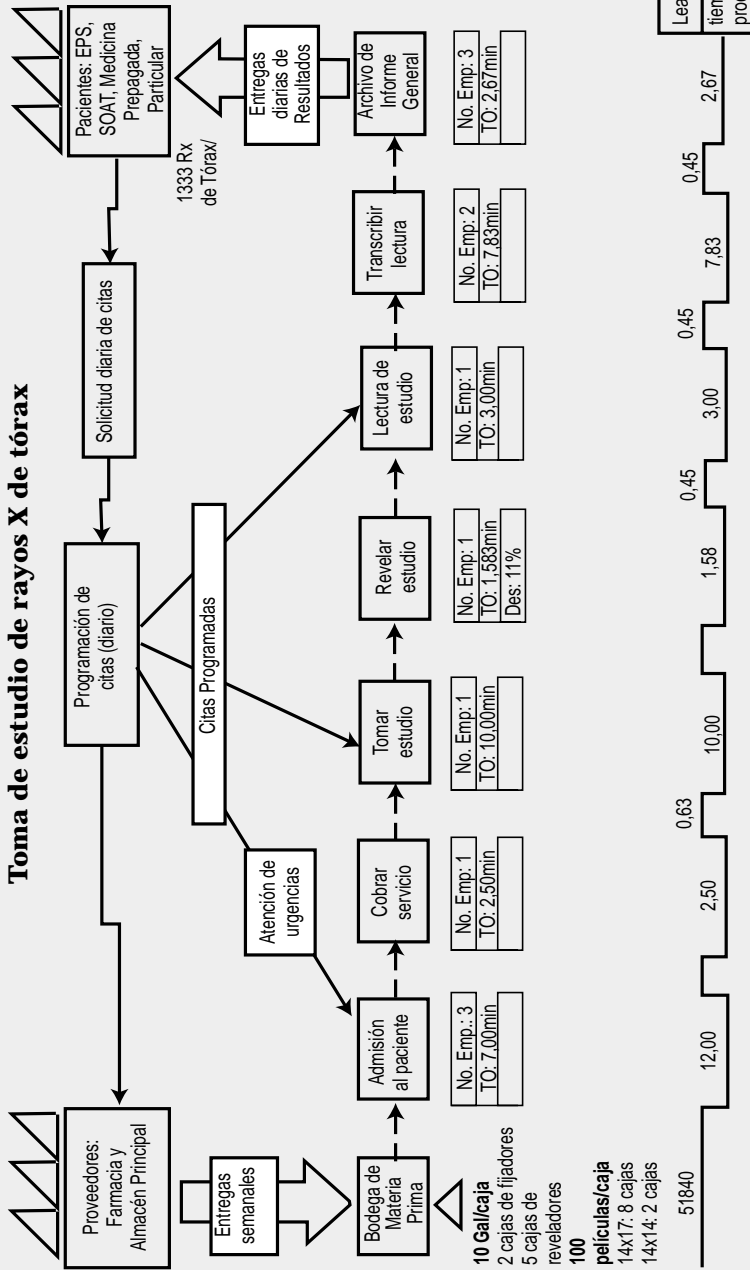 Toma de estudio de rayos X de tórax
Proveedores:
Farmacia y
Almacén Principal
Programación de
citas (diario)
Solicitud diaria de citas
Pacientes: EPS,
SOAT, Medicina
Prepagada,
Particular
1333 Rx
de Tórax/
Entregas
semanales
Atención de
urgencias
Citas Programadas
Entregas
diarias de
Resultados
Bodega de
Materia
Prima
Admisión
al paciente
Cobrar
servicio
Tomar
estudio
Revelar
estudio
Lectura de
estudio
Transcribir
lectura
Archivo de
Informe
General
No. Emp.: 3
TO: 7,00min
No. Emp: 1
TO: 2,50min
No. Emp: 1
TO: 10,00min
No. Emp: 1
TO: 1,583min
Des: 11%
No. Emp: 1
TO: 3,00min
No. Emp: 2
TO: 7,83min
No. Emp: 3
TO: 2,67min
10 Gal/caja
2 cajas de fijadores
5 cajas de
reveladores
100
películas/caja
14x17: 8 cajas
14x14: 2 cajas
51840
12,00
2,50
0,63
10,00
1,58
0,45
3,00
0,45
7,83
0,45
2,67
Lea
tiem
proc